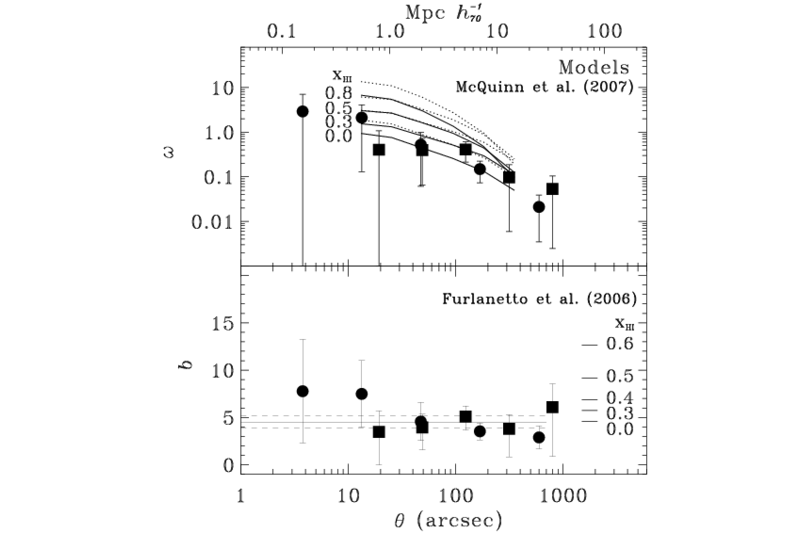 Mpc h₇₀⁻¹
0.1 1.0 10 100
Models
McQuinn et al. (2007)
x_HI
0.8
0.5
0.3
0.0
10
1.0
0.1
0.01
ω
Furlanetto et al. (2006)
x_HI
0.6
0.5
0.4
0.3
0.0
15
10
5
0
b
1 10 100 1000
θ (arcsec)